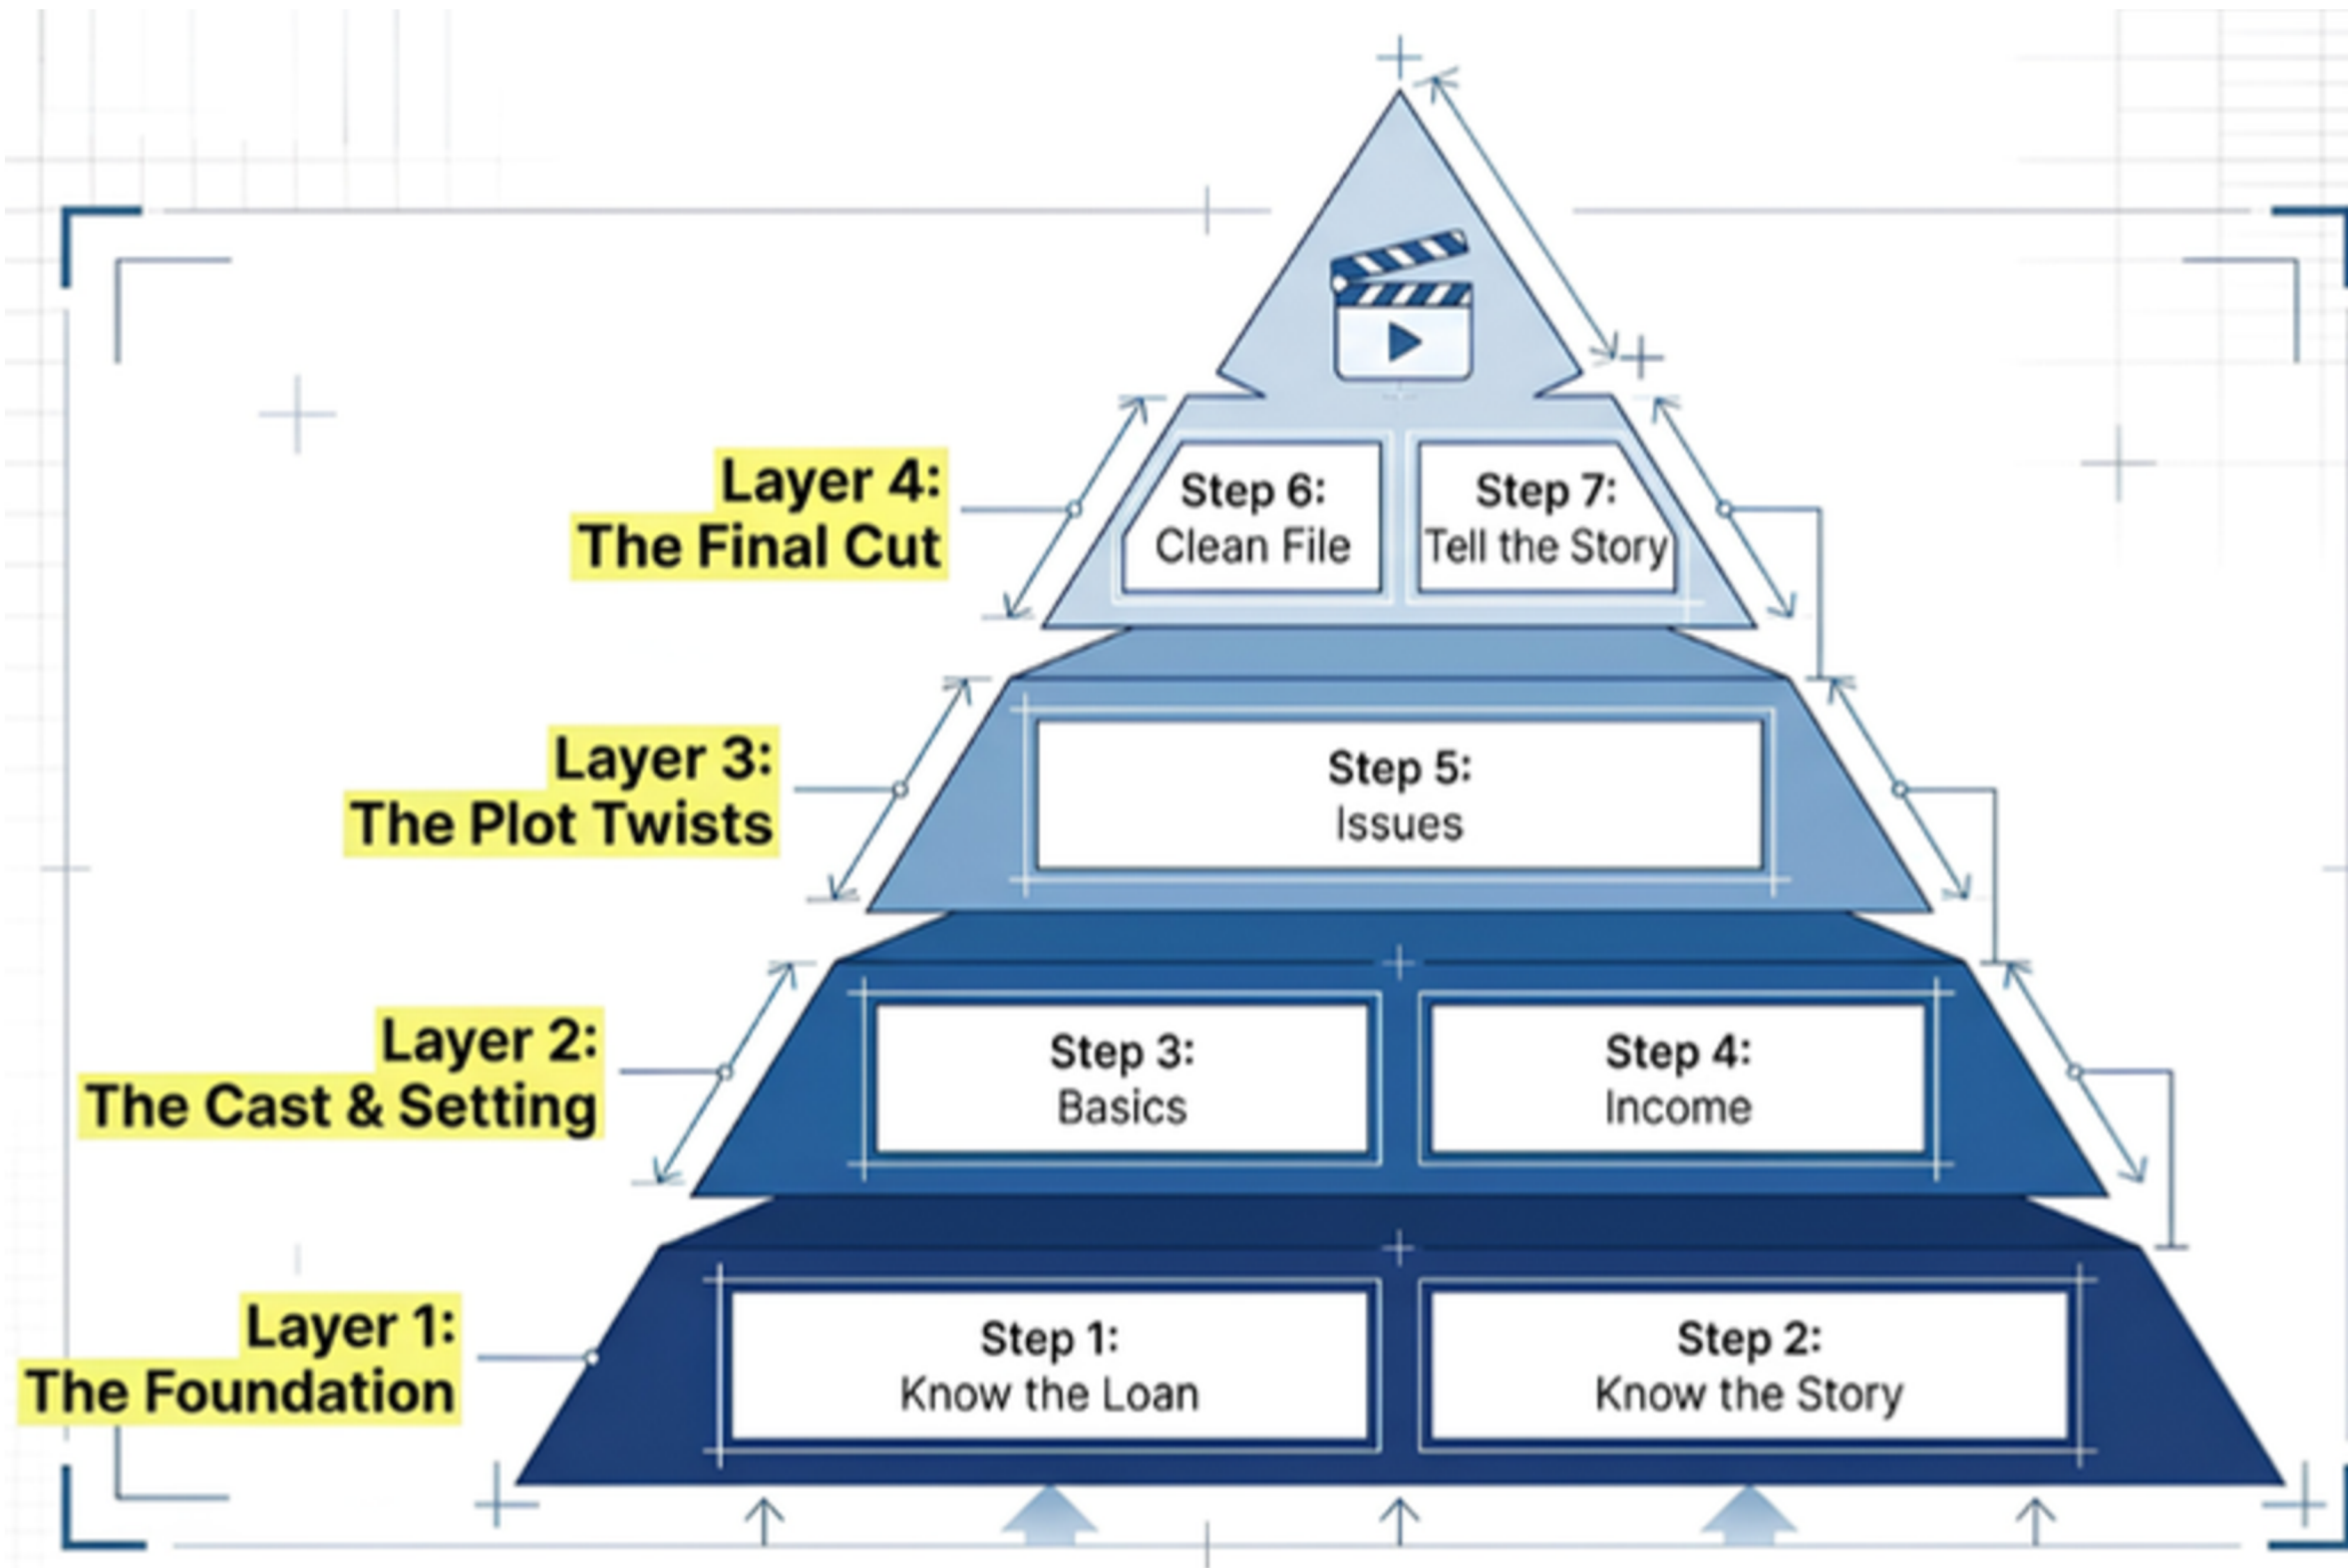 Layer 4:
The Final Cut
Step 6:
Clean File
Step 7:
Tell the Story
Layer 3:
The Plot Twists
Step 5:
Issues
Layer 2:
The Cast & Setting
Step 3:
Basics
Step 4:
Income
Layer 1:
The Foundation
Step 1:
Know the Loan
Step 2:
Know the Story